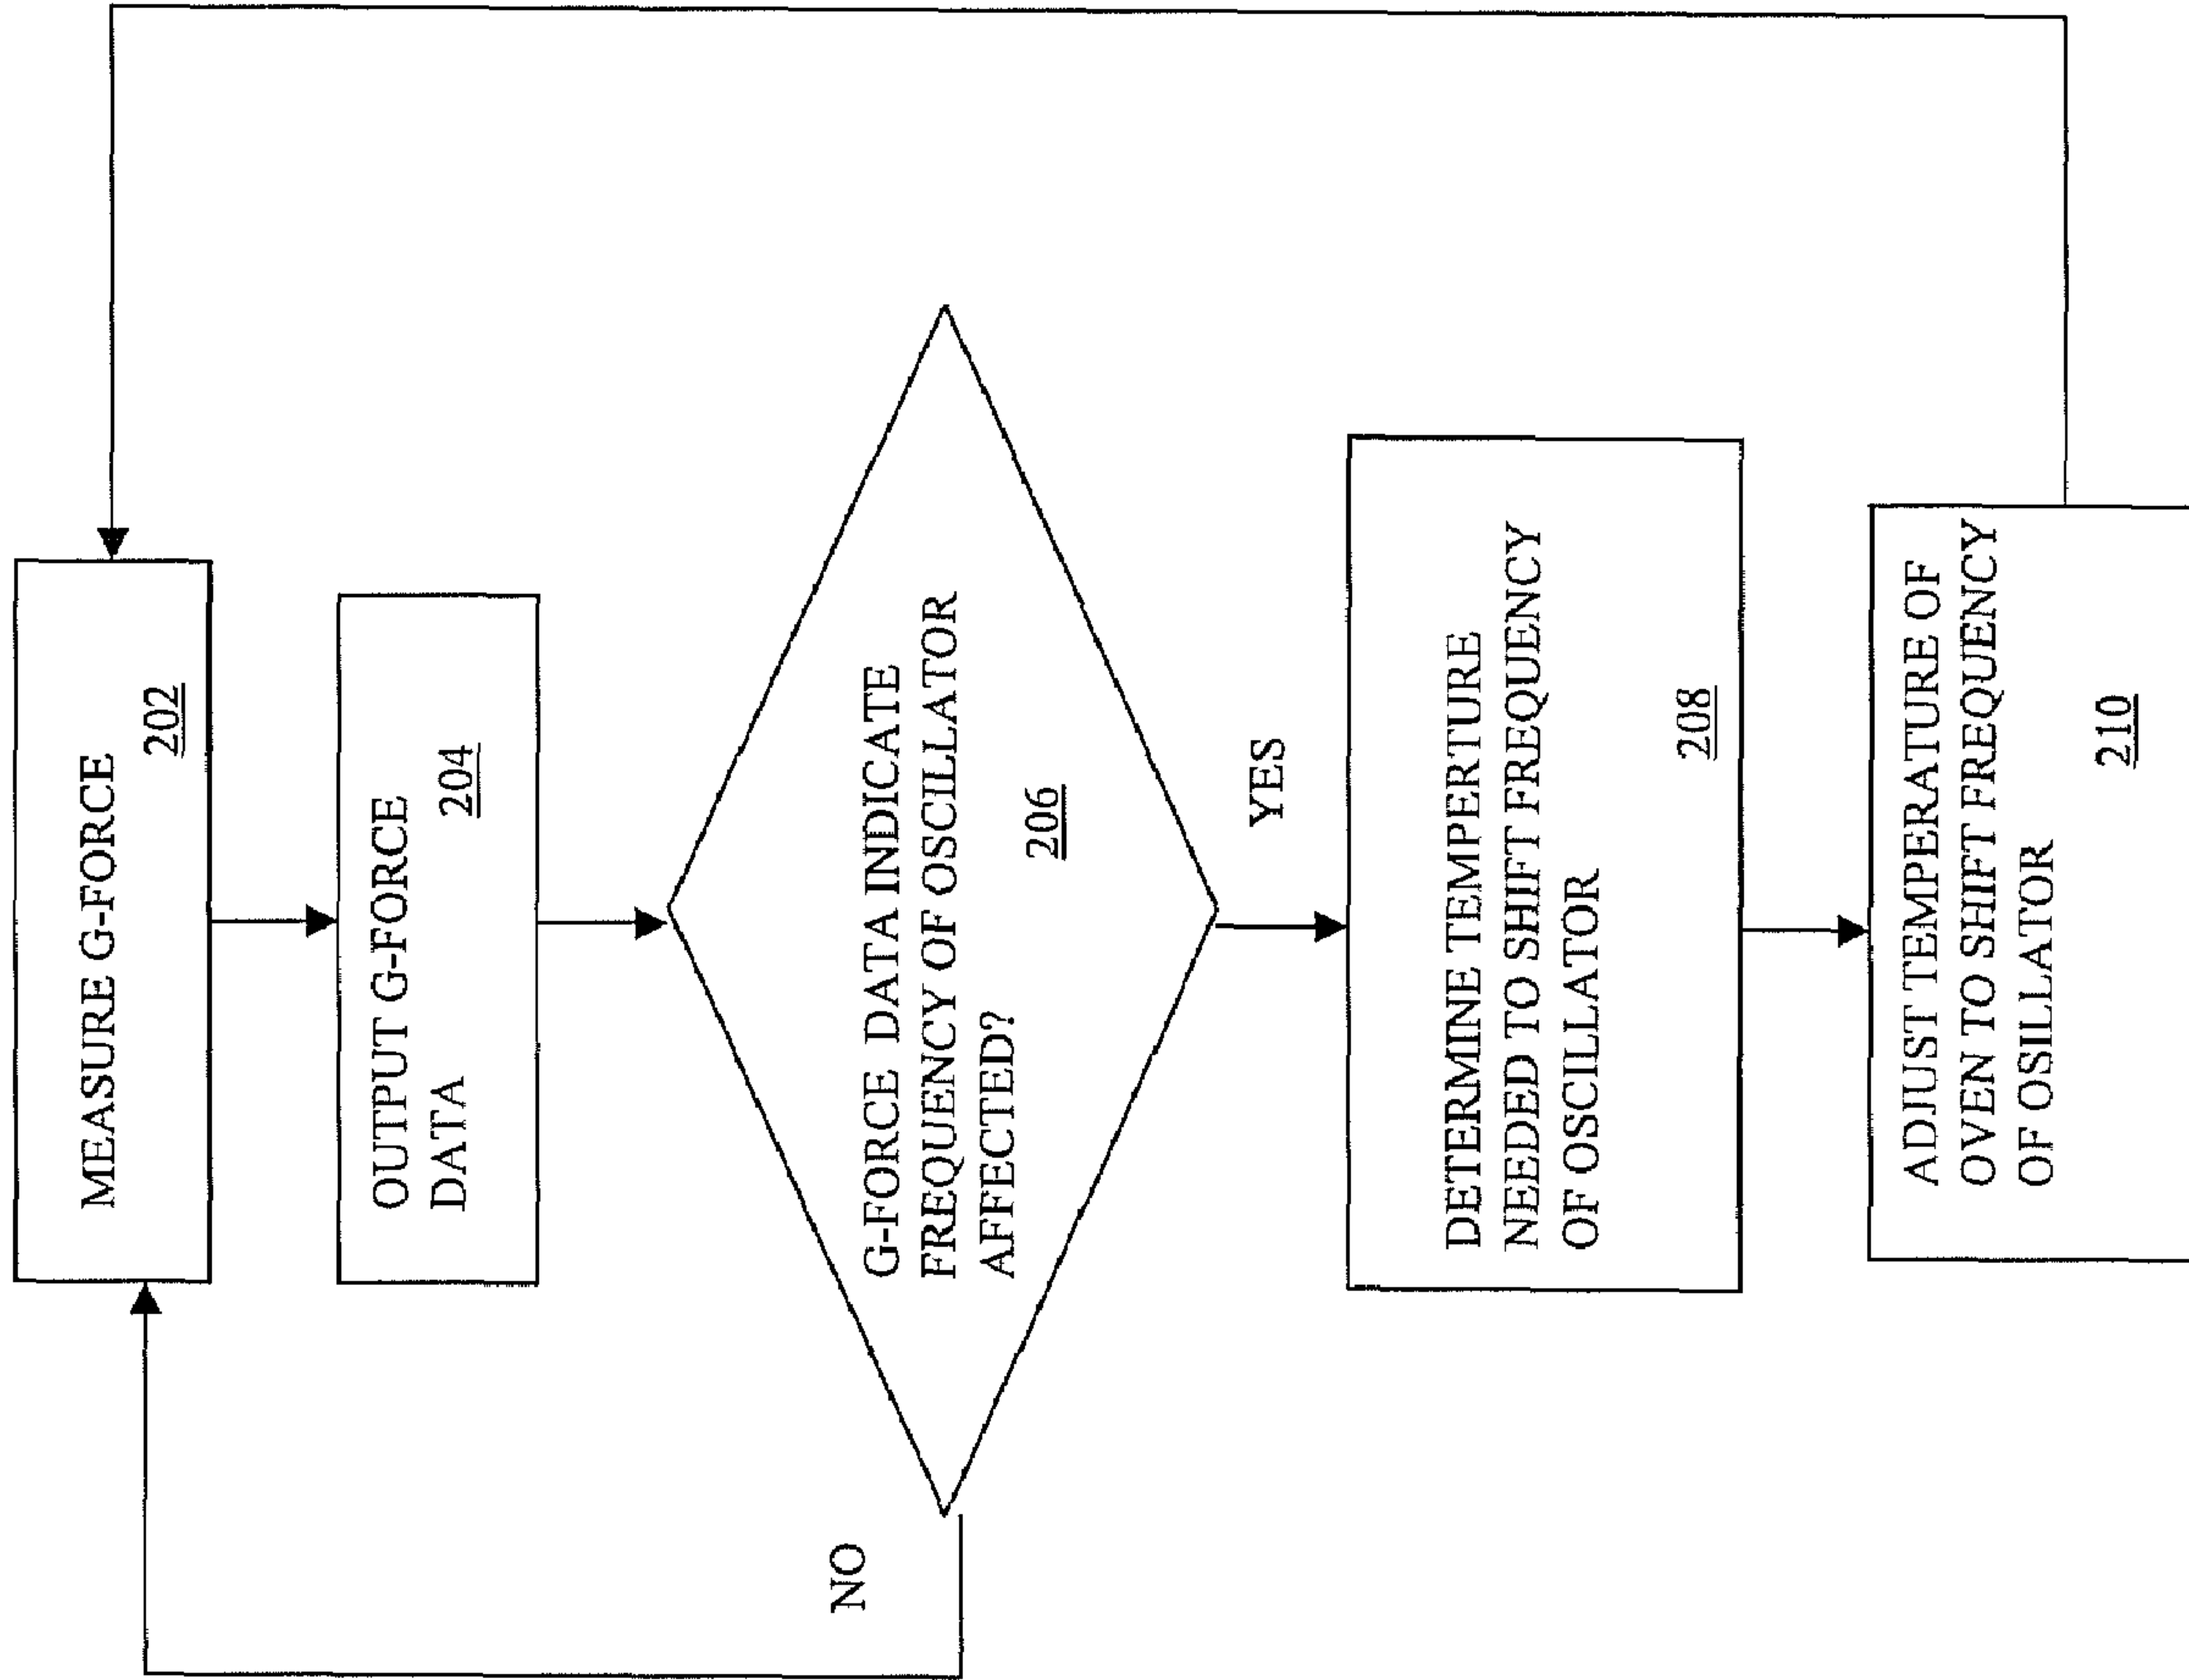 MEASURE G-FORCE
202
OUTPUT G-FORCE
DATA
204
G-FORCE DATA INDICATE
FREQUENCY OF OSCILLATOR
AFFECTED?
206
NO
YES
DETERMINE TEMPERTURE
NEEDED TO SHIFT FREQUENCY
OF OSCILLATOR
208
ADJUST TEMPERATURE OF
OVEN TO SHIFT FREQUENCY
OF OSILLATOR
210